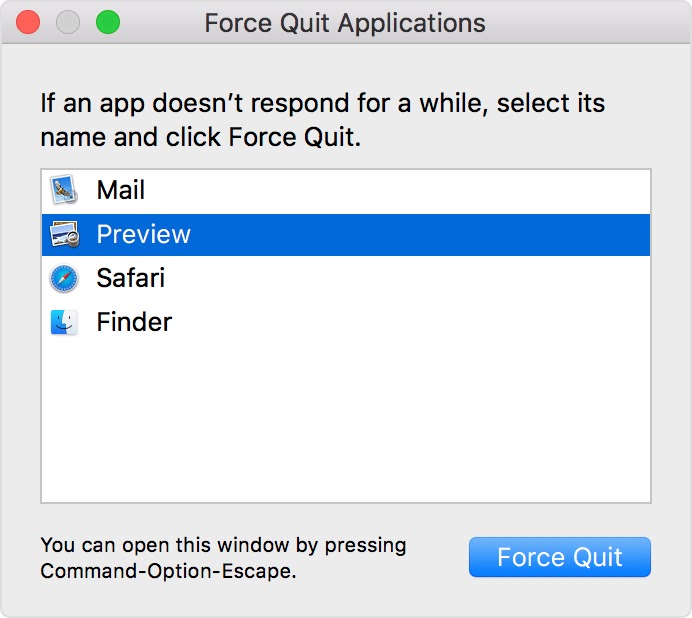 Force Quit Applications
If an app doesn’t respond for a while, select its
name and click Force Quit.
Mail
Preview
Safari
Finder
You can open this window by pressing
Command-Option-Escape.
Force Quit